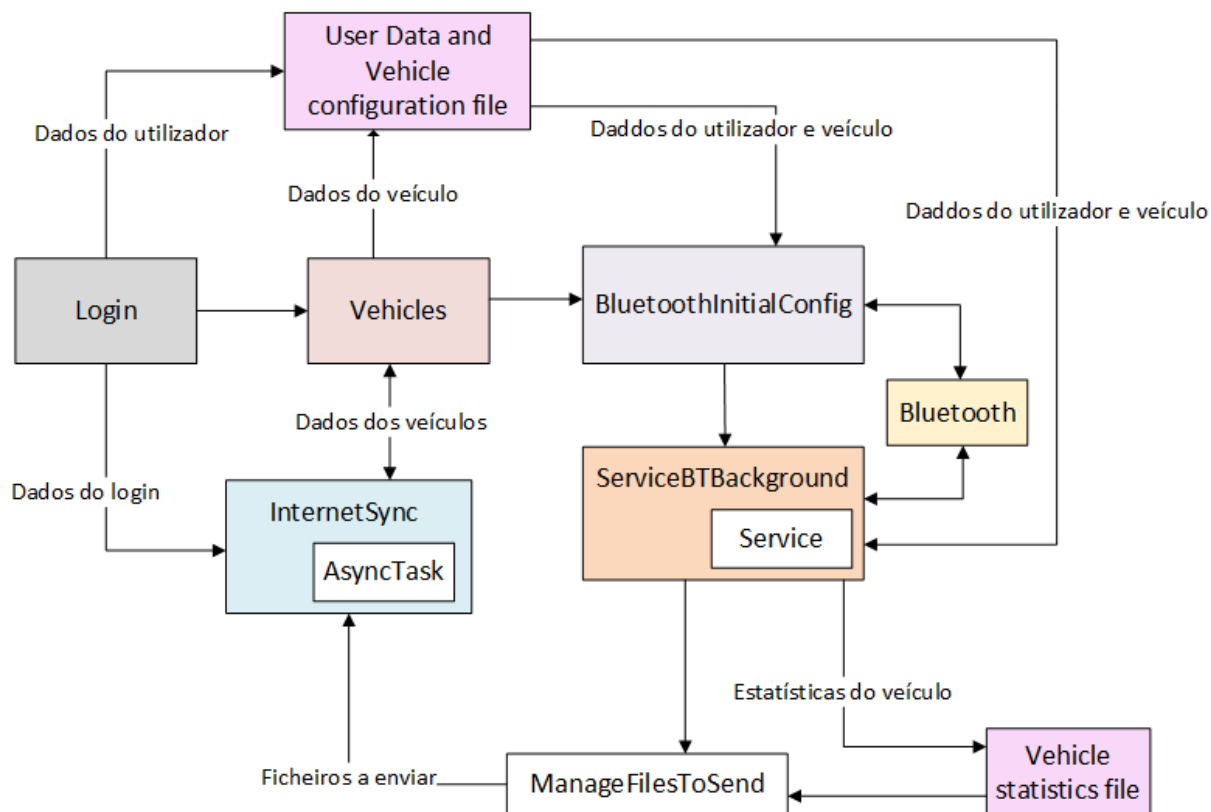 User Data and
Vehicle
configuration file
Dados do utilizador
Daddos do utilizador e veículo
Dados do veículo
Daddos do utilizador e veículo
Login
Vehicles
BluetoothInitialConfig
Bluetooth
Dados dos veículos
ServiceBTBackground
Service
Dados do login
InternetSync
AsyncTask
Estatísticas do veículo
Ficheiros a enviar
ManageFilesToSend
Vehicle
statistics file